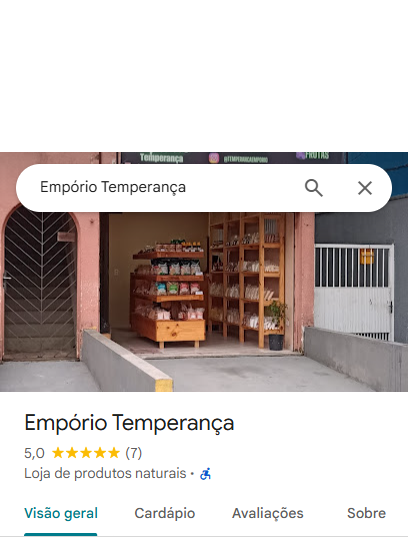 Temperança
@TEMPERANCAEMPORIO
FRUTAS
Empório Temperança
Empório Temperança
5,0 ★★★★★ (7)
Loja de produtos naturais ·
Visão geral
Cardápio
Avaliações
Sobre